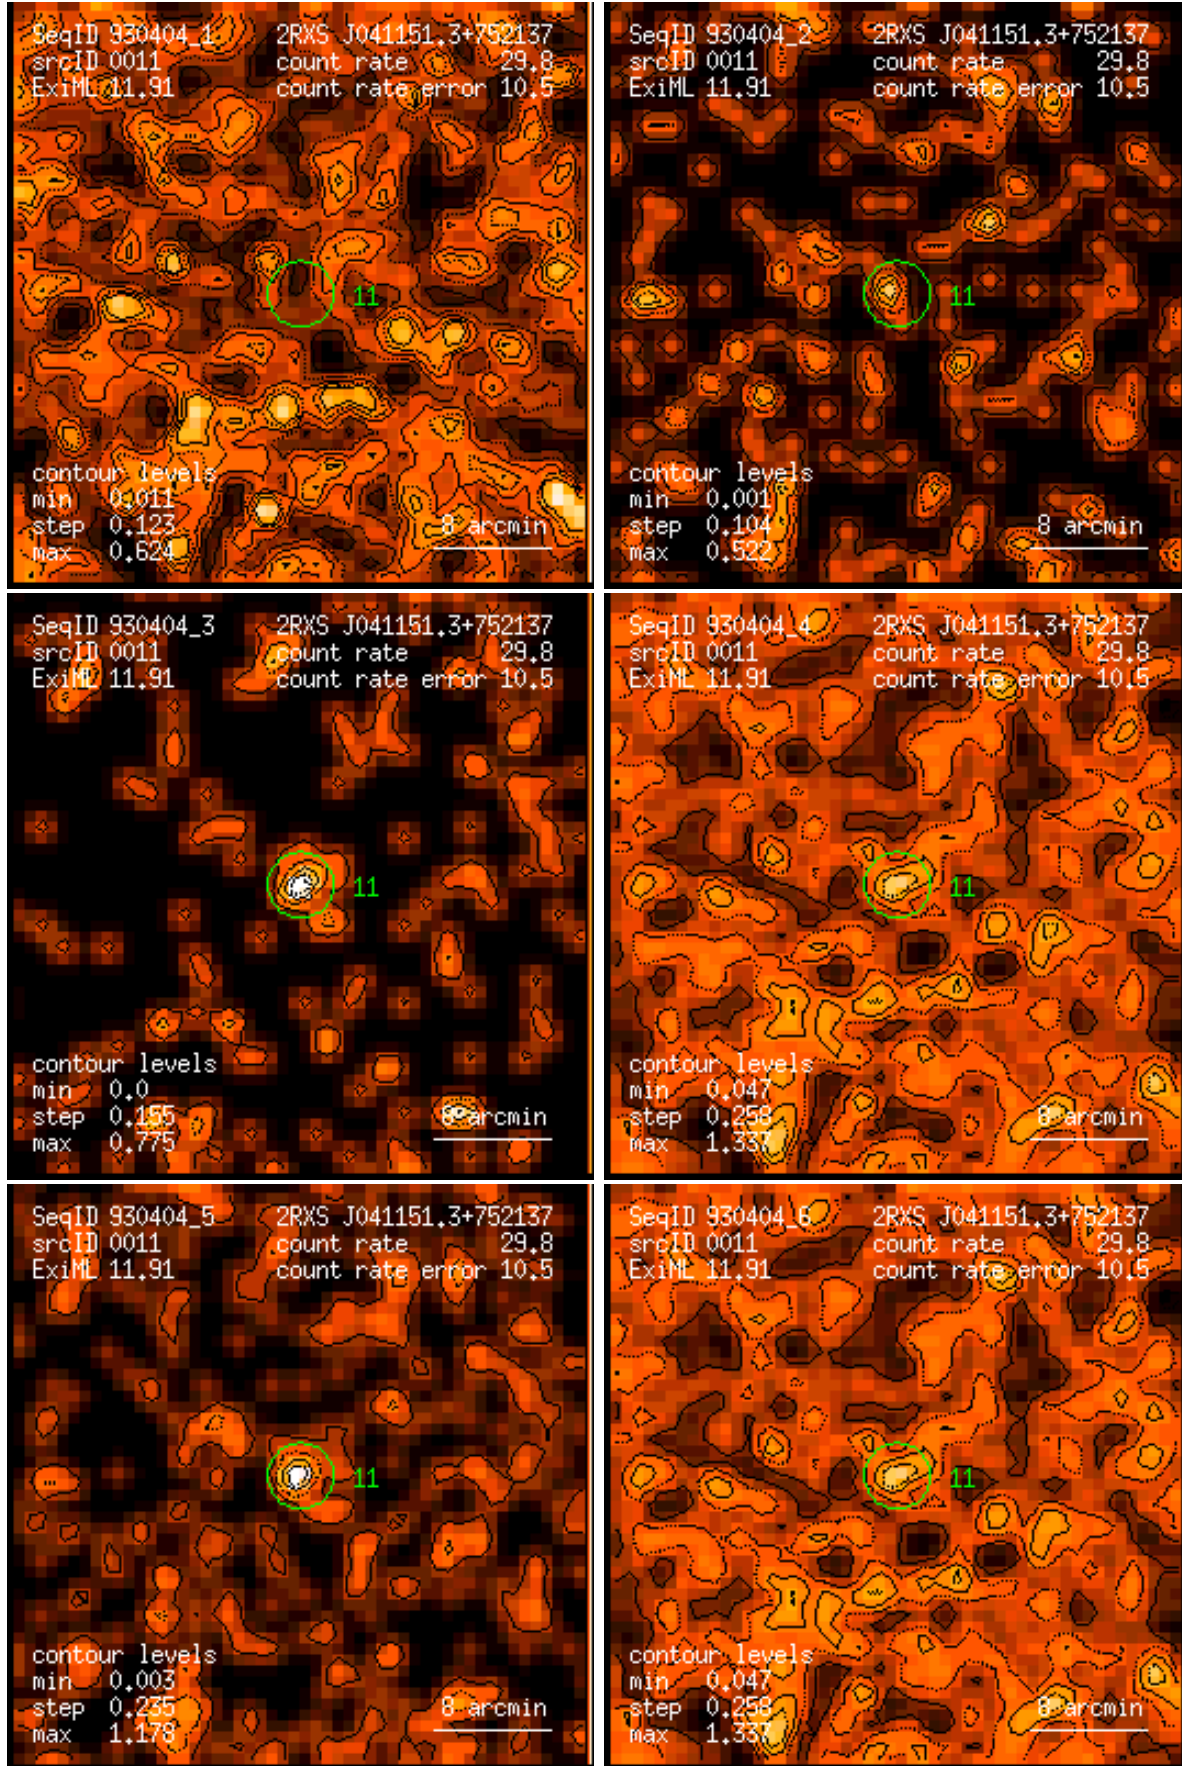 SeqID 930404_1 2RXS J041151.3+752137
srcID 0011 count rate 29.8
ExiML 11.91 count rate error 10.5
11
contour levels
min 0.011
step 0.123
max 0.624
8 arcmin
SeqID 930404_2 2RXS J041151.3+752137
srcID 0011 count rate 29.8
ExiML 11.91 count rate error 10.5
11
contour levels
min 0.001
step 0.104
max 0.522
8 arcmin
SeqID 930404_3 2RXS J041151.3+752137
srcID 0011 count rate 29.8
ExiML 11.91 count rate error 10.5
11
contour levels
min 0.0
step 0.155
max 0.775
8 arcmin
SeqID 930404_4 2RXS J041151.3+752137
srcID 0011 count rate 29.8
ExiML 11.91 count rate error 10.5
11
contour levels
min 0.047
step 0.258
max 1.337
8 arcmin
SeqID 930404_5 2RXS J041151.3+752137
srcID 0011 count rate 29.8
ExiML 11.91 count rate error 10.5
11
contour levels
min 0.003
step 0.235
max 1.178
8 arcmin
SeqID 930404_6 2RXS J041151.3+752137
srcID 0011 count rate 29.8
ExiML 11.91 count rate error 10.5
11
contour levels
min 0.047
step 0.258
max 1.337
8 arcmin